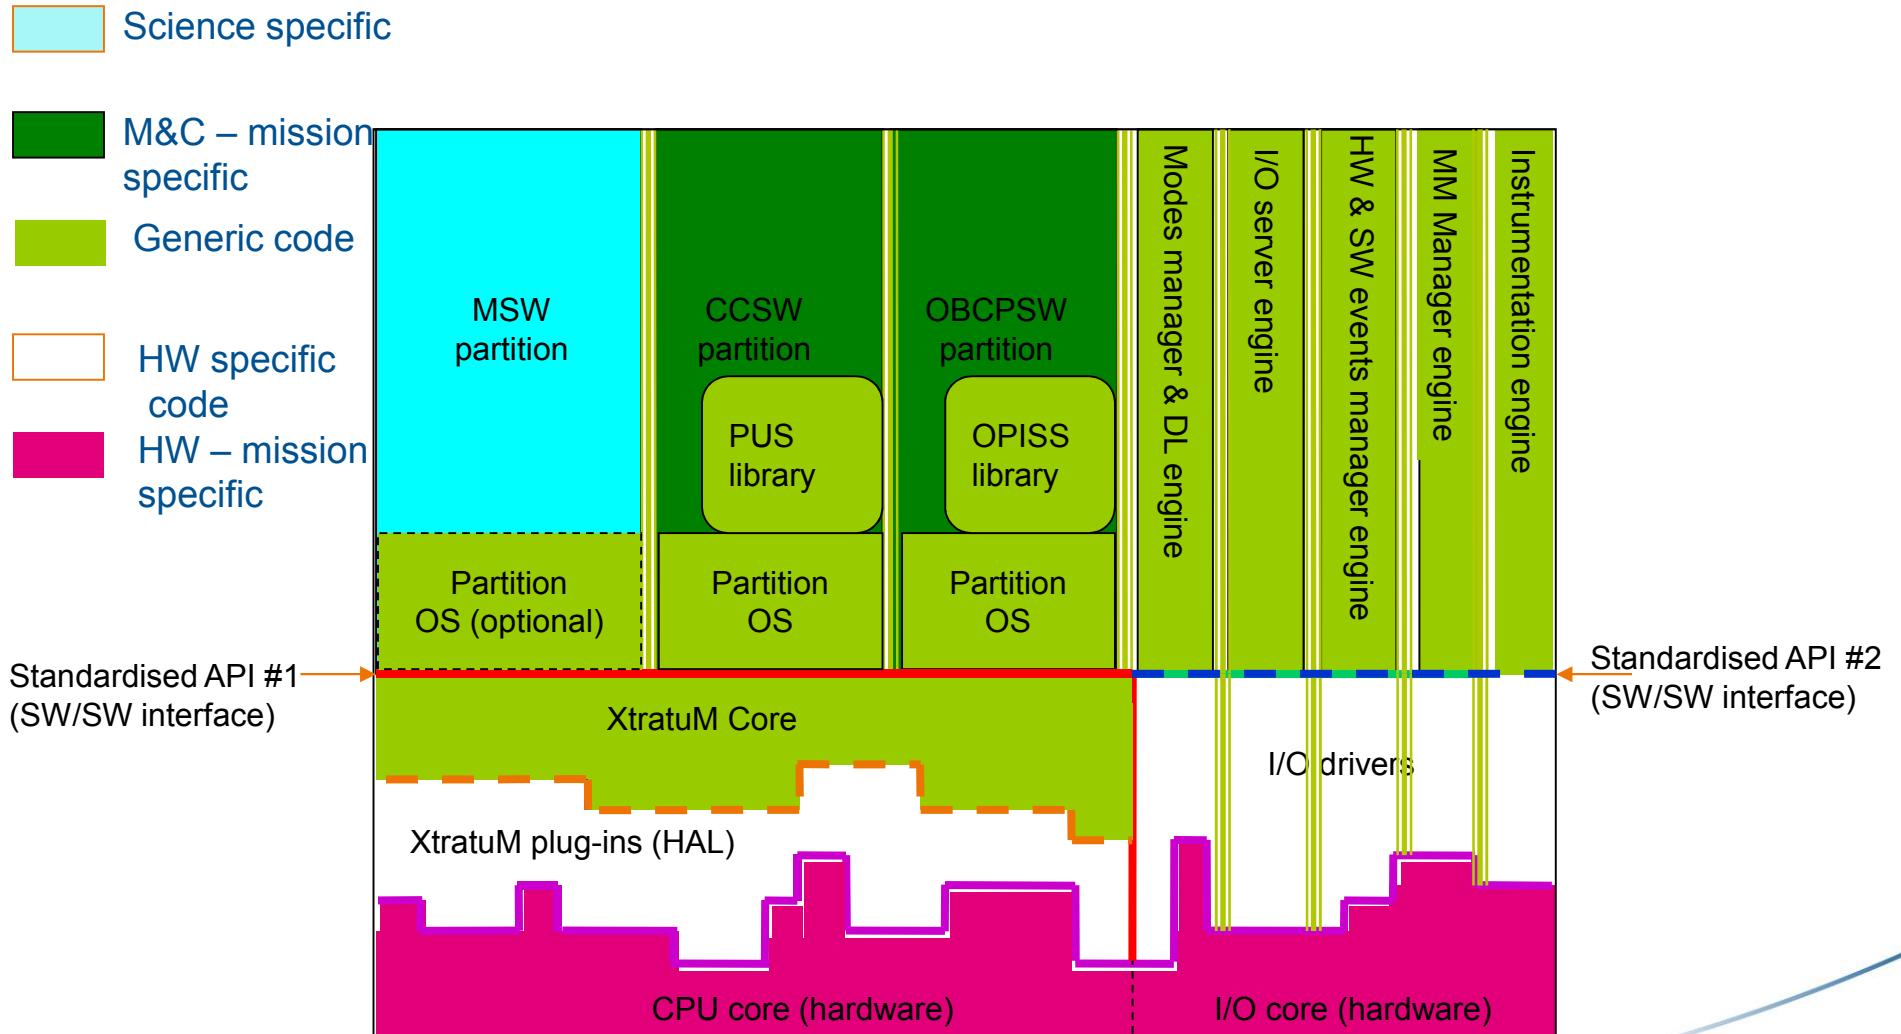 Science specific
M&C – mission
specific
Generic code
HW specific
code
HW – mission
specific
MSW
partition
CCSW
partition
OBCPSW
partition
PUS
library
OPISS
library
Modes manager & DL engine
I/O server engine
HW & SW events manager engine
MM Manager engine
Instrumentation engine
Partition
OS (optional)
Partition
OS
Partition
OS
Standardised API #1
(SW/SW interface)
Standardised API #2
(SW/SW interface)
XtratuM Core
I/O drivers
XtratuM plug-ins (HAL)
CPU core (hardware)
I/O core (hardware)